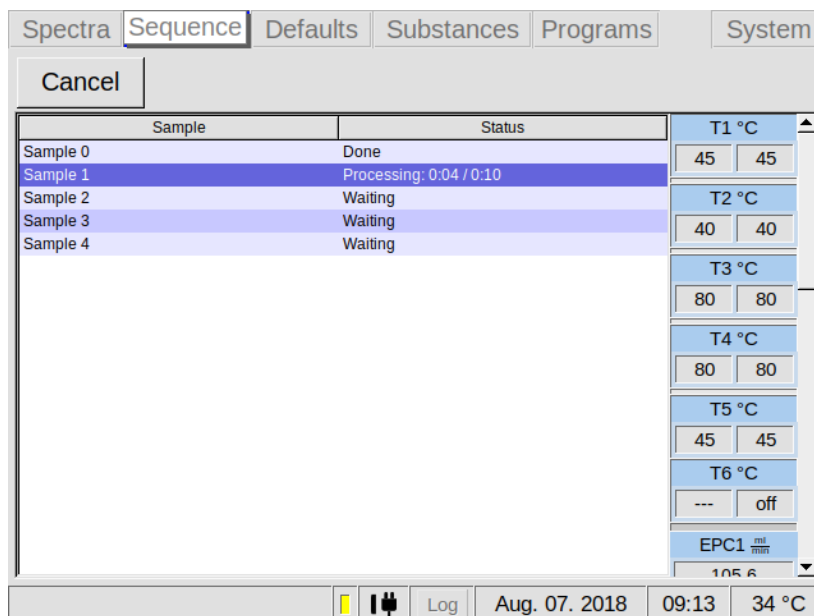 Spectra Sequence Defaults Substances Programs System
Cancel
Sample Status
Sample 0 Done
Sample 1 Processing: 0:04 / 0:10
Sample 2 Waiting
Sample 3 Waiting
Sample 4 Waiting
T1 °C
45 45
T2 °C
40 40
T3 °C
80 80
T4 °C
80 80
T5 °C
45 45
T6 °C
--- off
EPC1 ml/min
105.6
Log Aug. 07. 2018 09:13 34 °C